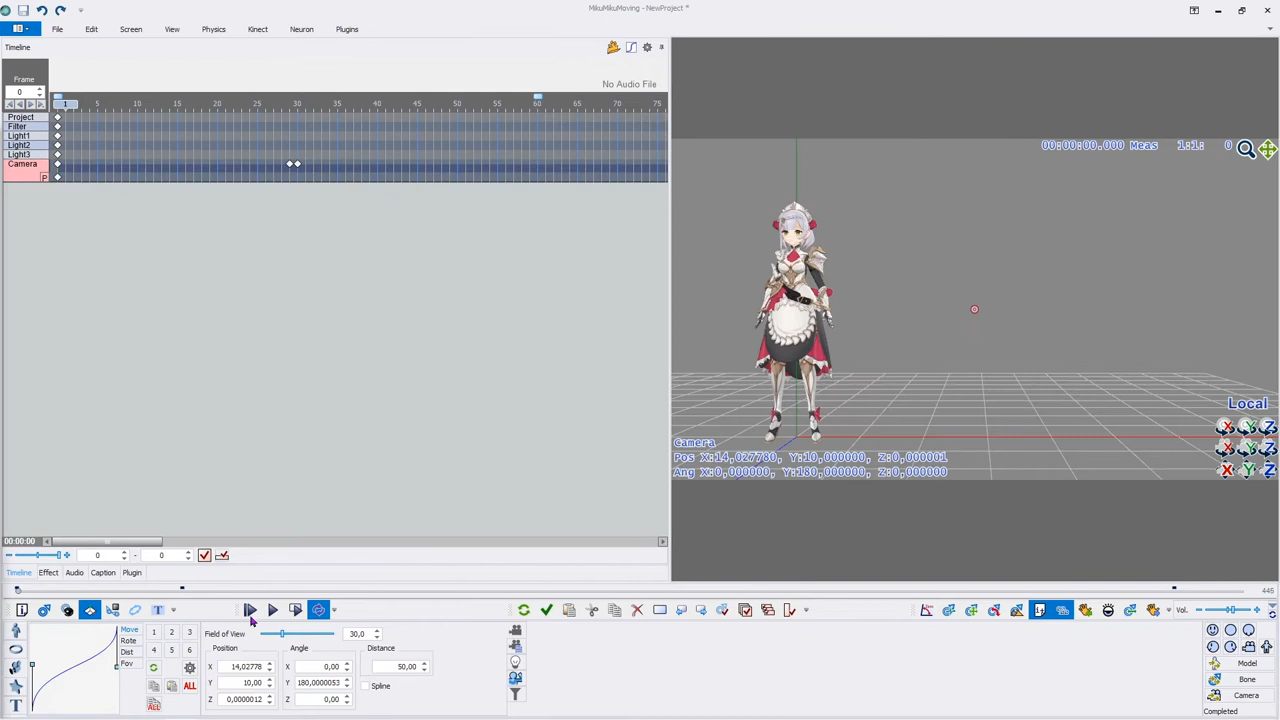 MikuMikuMoving - NewProject *
File Edit Screen View Physics Kinect Neuron Plugins
Timeline
Frame
No Audio File
0
1 5 10 15 20 25 30 35 40 45 50 55 60 65 70 75
Project
Filter
Light1
Light2
Light3
Camera
P
00:00:00.000 Meas 1:1: 0
Local
X Y Z
X Y Z
X Y Z
Camera
Pos X:14,027780, Y:10,000000, Z:0,000001
Ang X:0,000000, Y:180,000000, Z:0,000000
00:00:00
0 - 0
Timeline Effect Audio Caption Plugin
445
T
Vol.
Move
Rote
Dist
Fov
1 2 3
4 5 6
ALL
ALL
Field of View 30,0
Position Angle Distance
X 14,02778 X 0,00 50,00
Y 10,00 Y 180,0000053 Spline
Z 0,0000012 Z 0,00
T
Model
Bone
Camera
Completed